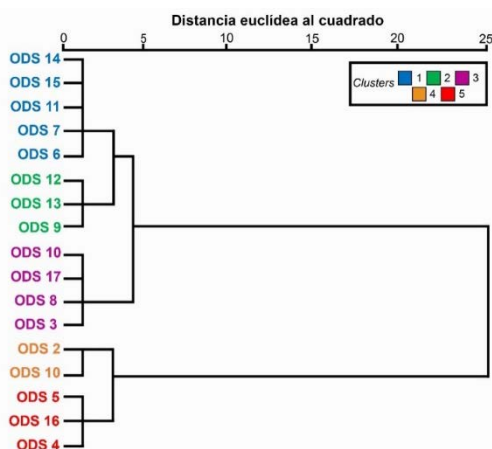 Distancia euclídea al cuadrado
0 5 10 15 20 25
Clusters 1 2 3
4 5
ODS 14
ODS 15
ODS 11
ODS 7
ODS 6
ODS 12
ODS 13
ODS 9
ODS 10
ODS 17
ODS 8
ODS 3
ODS 2
ODS 10
ODS 5
ODS 16
ODS 4